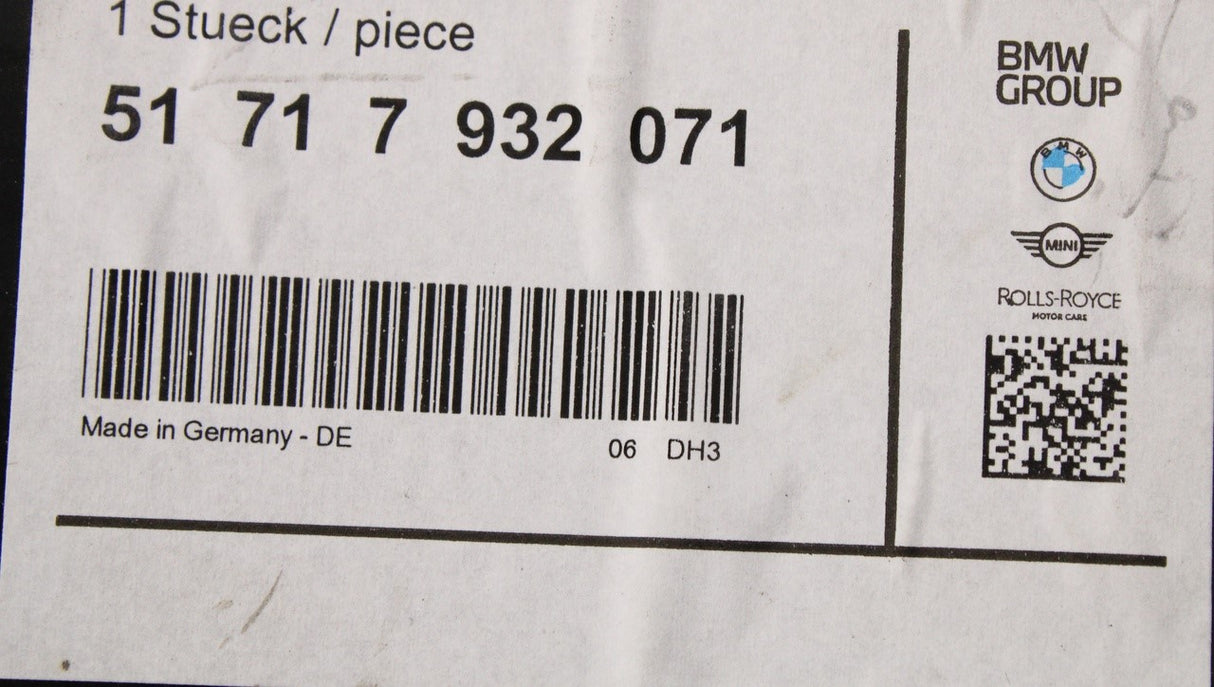 1 Stueck / piece
51 71 7 932 071
Made in Germany - DE
06 DH3
BMW
GROUP
BMW
MINI
ROLLS-ROYCE
MOTOR CARS